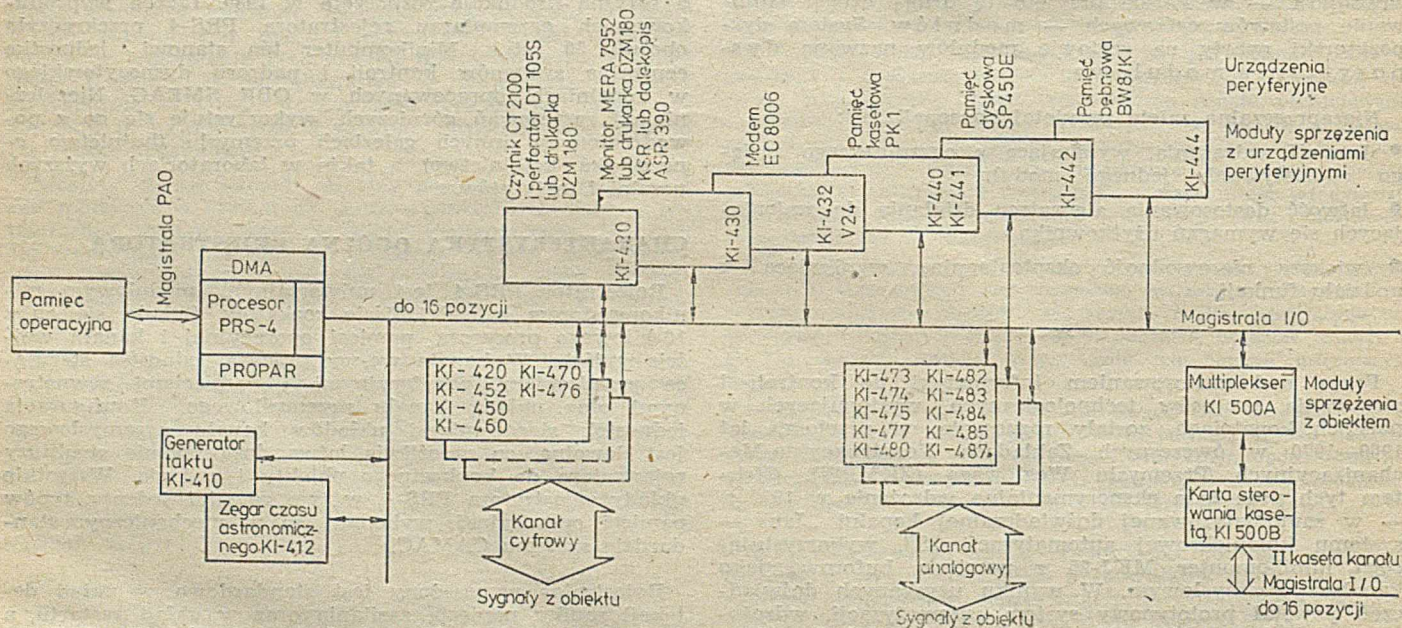 Urządzenia
peryferyjne
Moduły sprzężenia
z urządzeniami
peryferyjnymi
Czytnik CT 2100
i perforator DT105S
lub drukarka
DZM 180
KI-420
Monitor MERA 7952
lub drukarka DZM180
KSR lub dalekopis
ASR 390
KI-430
Modem
EC 8006
KI-432
V24
Pamięć
kasetowa
PK1
KI-440
KI-441
Pamięć
dyskowa
SP45DE
KI-442
Pamięć
bębnowa
BW8/KI
KI-444
Pamiec
operacyjna
Magistrala PAO
DMA
Procesor
PRS-4
PROPAR
do 16 pozycji
Magistrala I/O
KI-420 KI-470
KI-452 KI-476
KI-450
KI-460
KI-473 KI-482
KI-474 KI-483
KI-475 KI-484
KI-477 KI-485
KI-480 KI-487
Multiplekser
KI 500A
Moduły
sprzężenia
z obiektem
Generator
taktu
KI-410
Zegar czasu
astronomicz-
nego KI-412
Kanał
cyfrowy
Sygnały z obiektu
Kanał
analogowy
Sygnały z obiektu
Karta stero-
wania kase-
tą KI 500B
II kaseta kanału
Magistrala I/O
do 16 pozycji